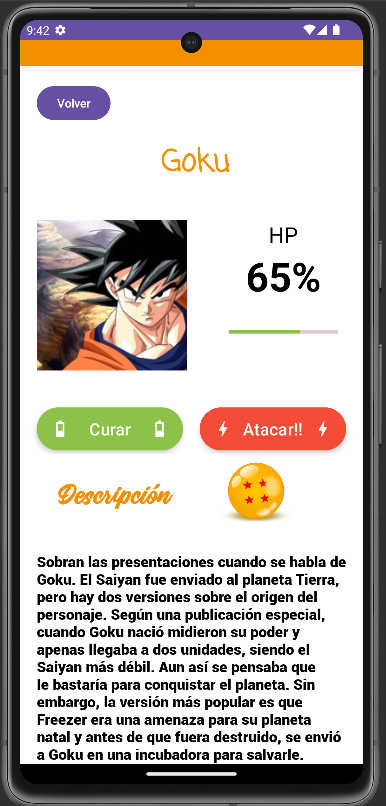 9:42
Volver
Goku
HP
65%
Curar
Atacar!!
Descripción
Sobran las presentaciones cuando se habla de
Goku. El Saiyan fue enviado al planeta Tierra,
pero hay dos versiones sobre el origen del
personaje. Según una publicación especial,
cuando Goku nació midieron su poder y
apenas llegaba a dos unidades, siendo el
Saiyan más débil. Aun así se pensaba que
le bastaría para conquistar el planeta. Sin
embargo, la versión más popular es que
Freezer era una amenaza para su planeta
natal y antes de que fuera destruido, se envió
a Goku en una incubadora para salvarle.